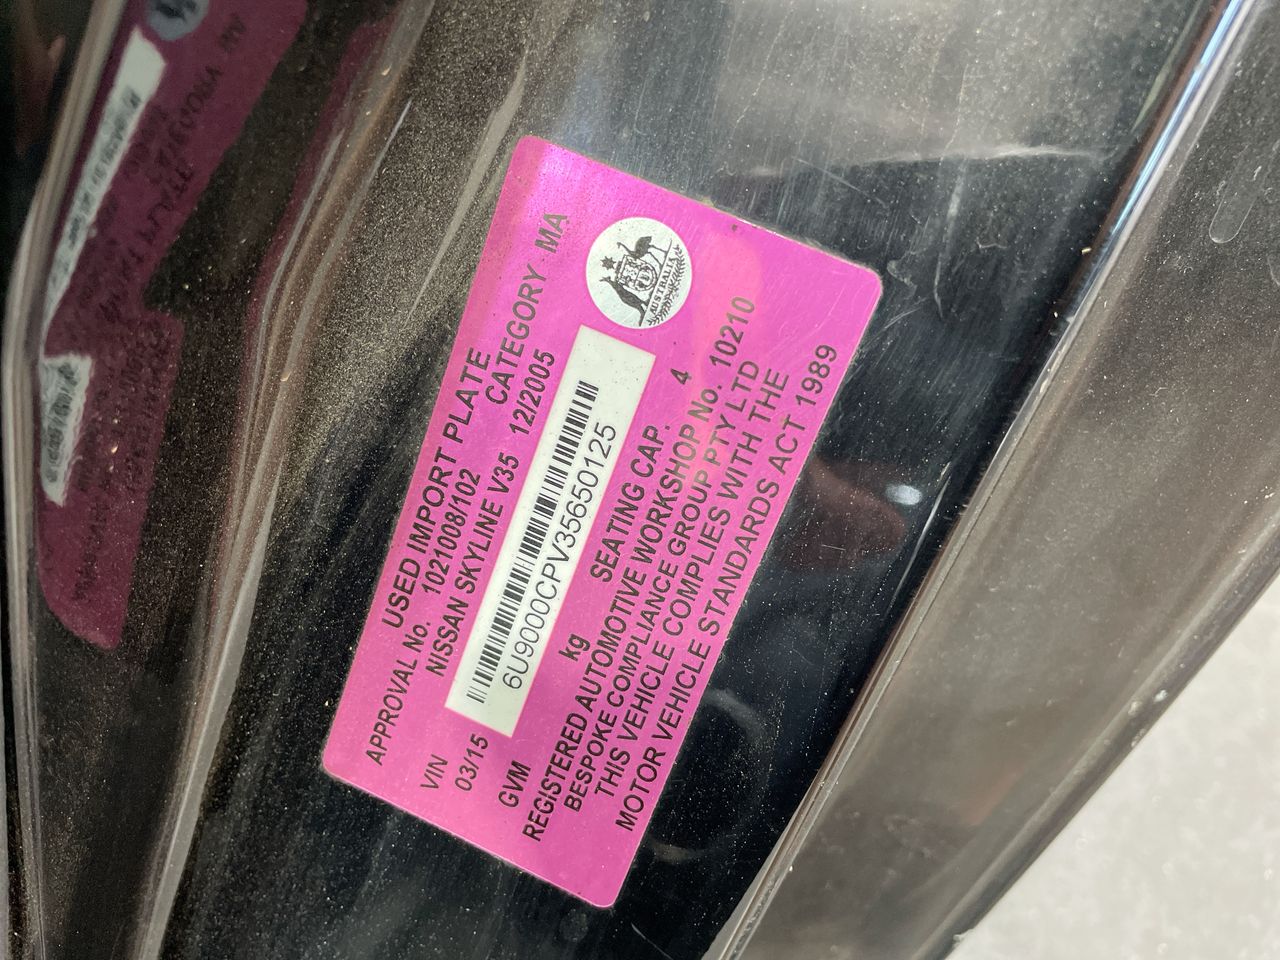 USED IMPORT PLATE
APPROVAL No. 1021008/102 CATEGORY MA
NISSAN SKYLINE V35 12/2005
VIN
03/15
6U9000CPV35650125
AUSTRALIA
GVM kg SEATING CAP. 4
REGISTERED AUTOMOTIVE WORKSHOP No. 10210
BESPOKE COMPLIANCE GROUP PTY LTD
THIS VEHICLE COMPLIES WITH THE
MOTOR VEHICLE STANDARDS ACT 1989